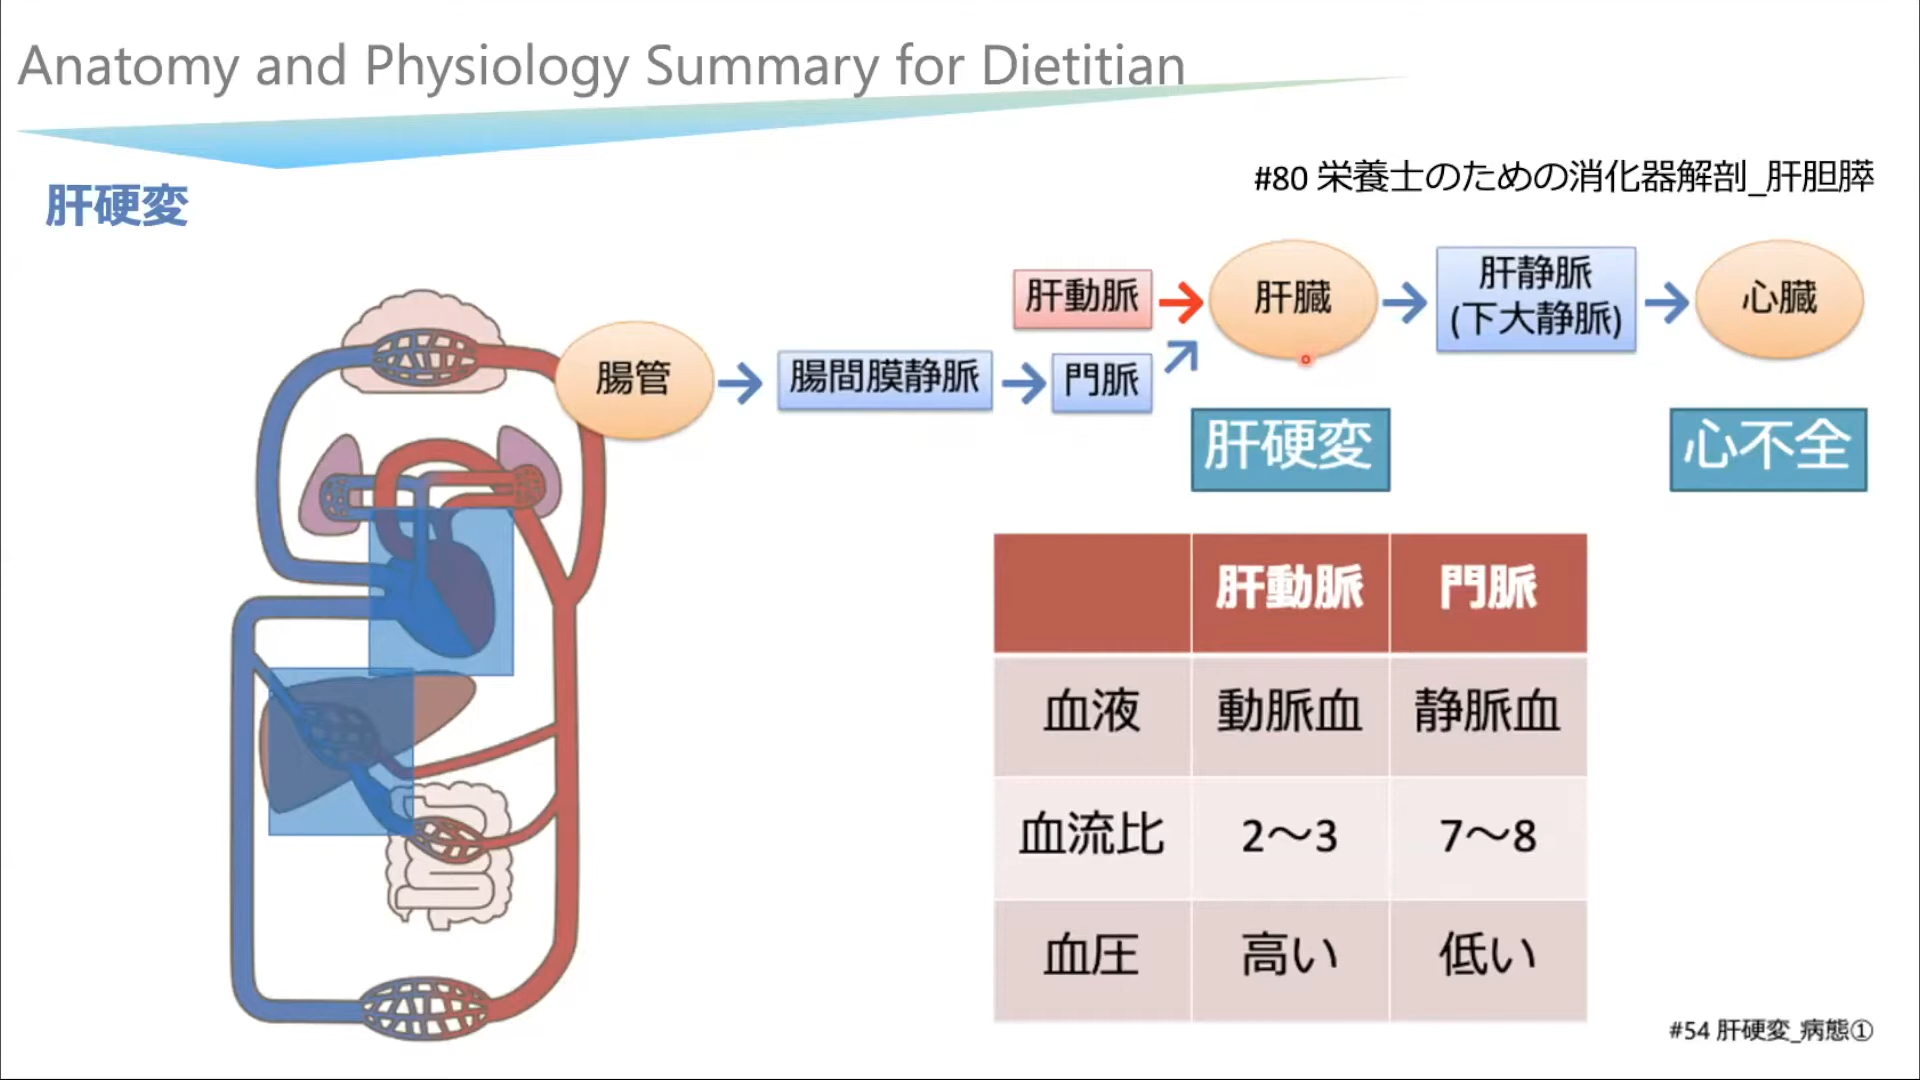 Anatomy and Physiology Summary for Dietitian
#80 栄養士のための消化器解剖_肝胆膵
肝硬変
腸管
腸間膜静脈
門脈
肝動脈
肝臓
肝静脈
(下大静脈)
心臓
肝硬変
心不全
肝動脈 門脈
血液 動脈血 静脈血
血流比 2～3 7～8
血圧 高い 低い
#54 肝硬変_病態①